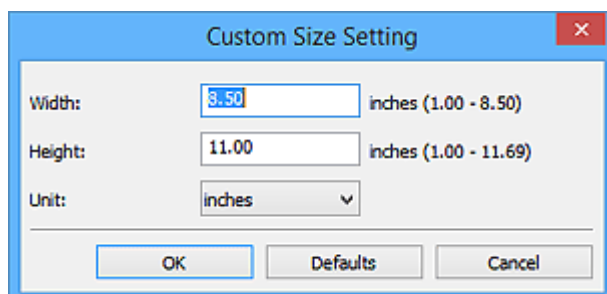 Custom Size Setting
Width: 8.50 inches (1.00 - 8.50)
Height: 11.00 inches (1.00 - 11.69)
Unit: inches
OK Defaults Cancel